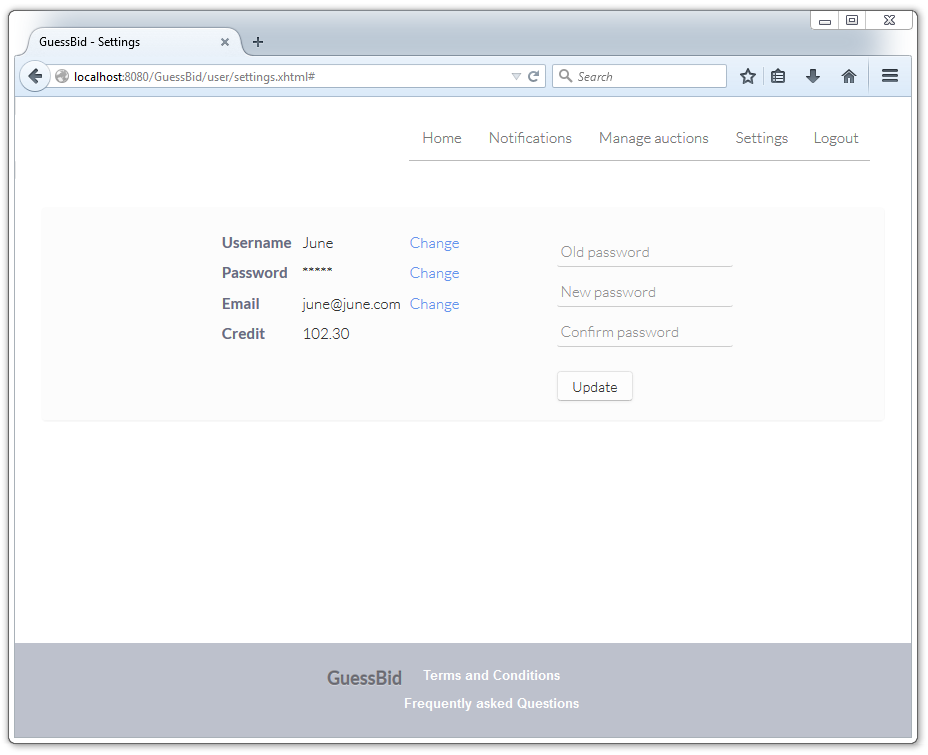 GuessBid - Settings
localhost:8080/GuessBid/user/settings.xhtml#
Search
Home Notifications Manage auctions Settings Logout
Username June Change
Password ***** Change
Email june@june.com Change
Credit 102.30
Old password
New password
Confirm password
Update
GuessBid Terms and Conditions
Frequently asked Questions